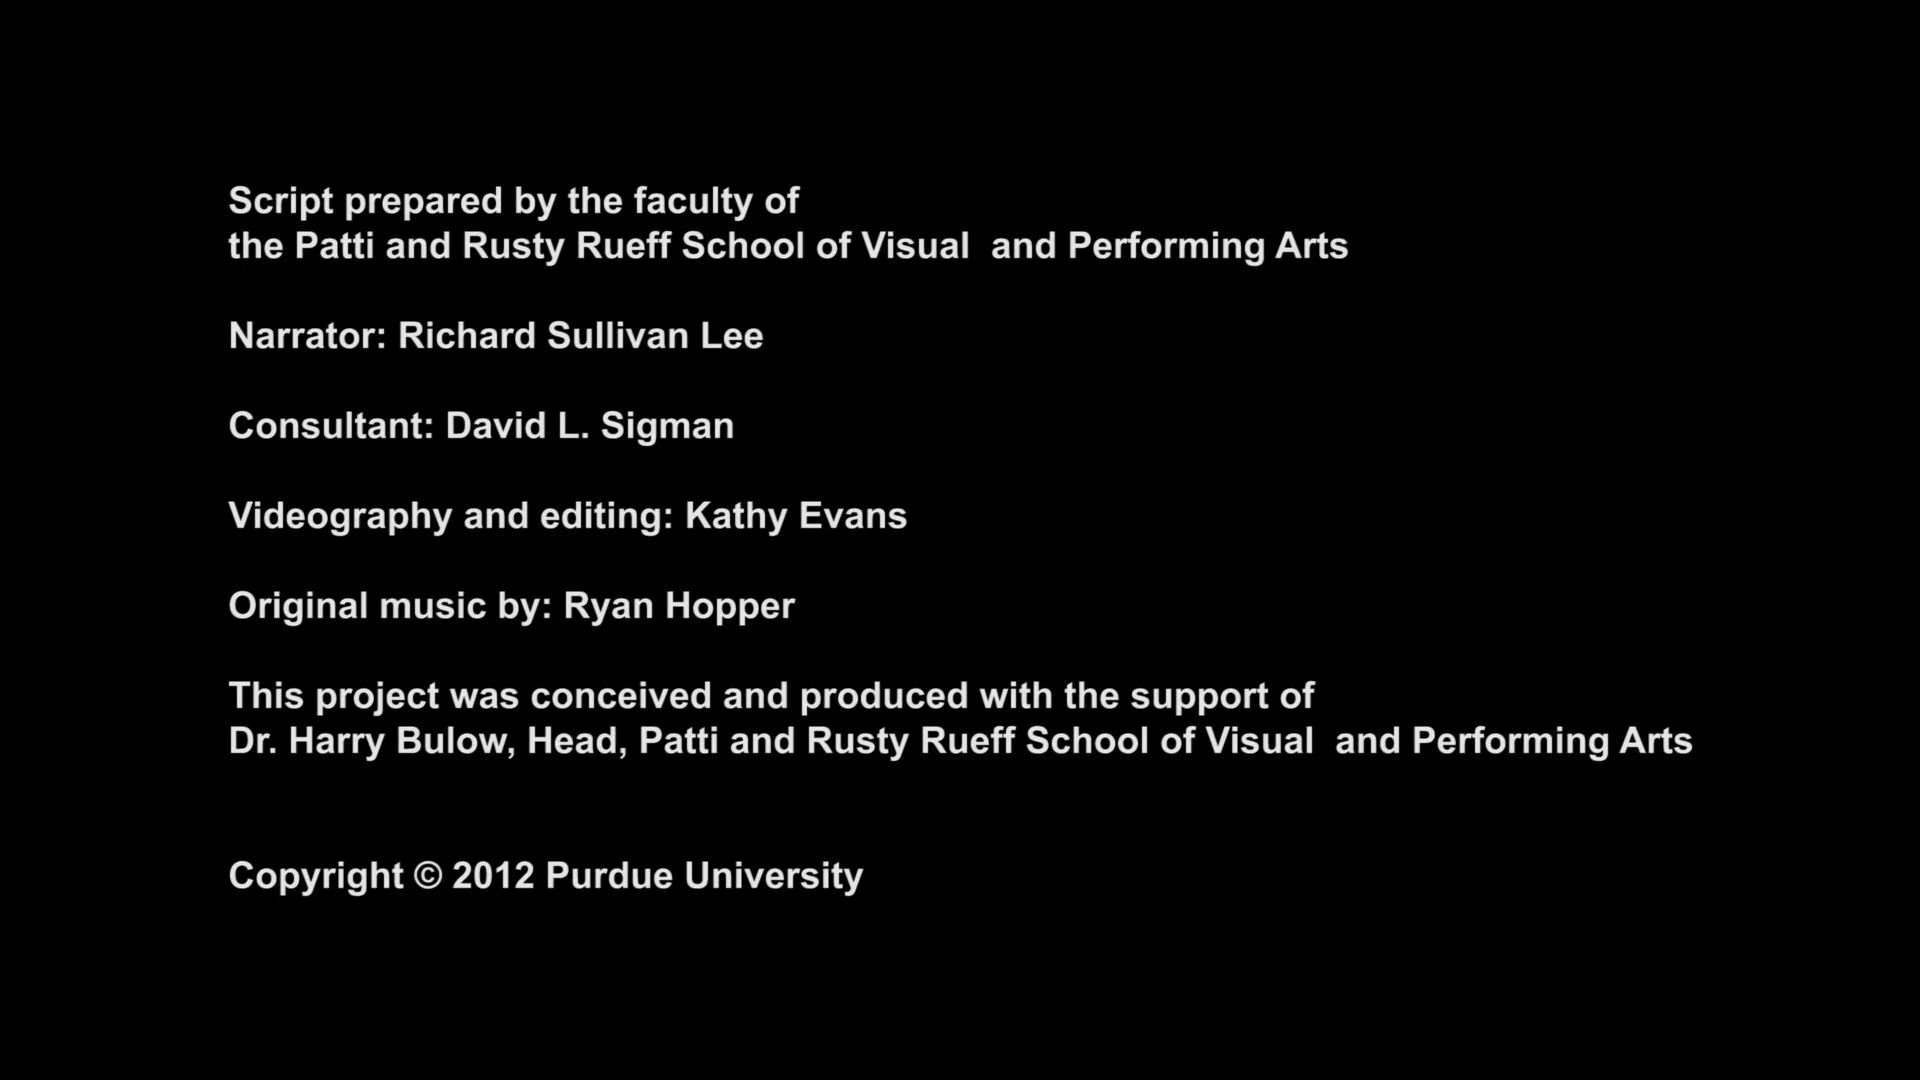 Script prepared by the faculty of
the Patti and Rusty Rueff School of Visual  and Performing Arts
Narrator: Richard Sullivan Lee
Consultant: David L. Sigman
Videography and editing: Kathy Evans
Original music by: Ryan Hopper
This project was conceived and produced with the support of
Dr. Harry Bulow, Head, Patti and Rusty Rueff School of Visual  and Performing Arts
Copyright © 2012 Purdue University